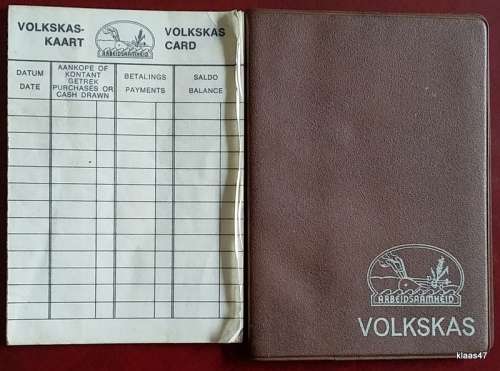 VOLKSKAS-
KAART
ARBEIDSAAMHEID
VOLKSKAS
CARD
DATUM
DATE
AANKOPE OF
KONTANT
GETREK
PURCHASES OR
CASH DRAWN
BETALINGS
PAYMENTS
SALDO
BALANCE
ARBEIDSAAMHEID
VOLKSKAS
klaas47